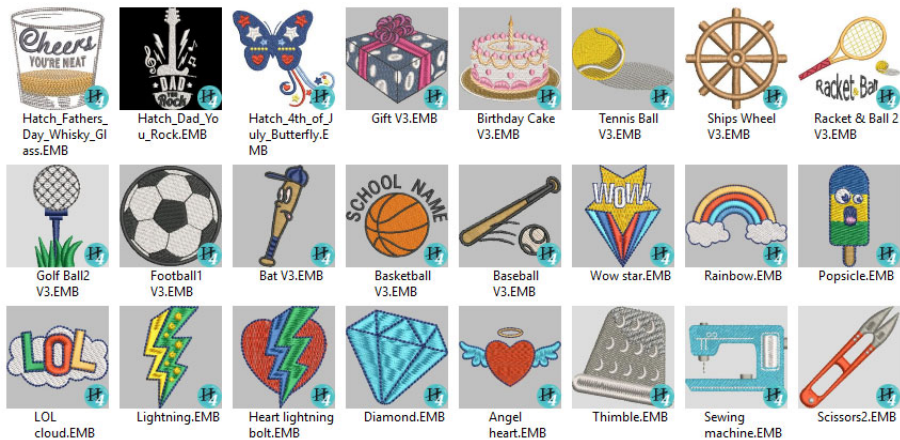 Cheers
YOU'RE NEAT
DAD
YOU
Rock
Racket & Ball
Hatch_Fathers_
Day_Whisky_Gl
ass.EMB
Hatch_Dad_Yo
u_Rock.EMB
Hatch_4th_of_J
uly_Butterfly.E
MB
Gift V3.EMB
Birthday Cake
V3.EMB
Tennis Ball
V3.EMB
Ships Wheel
V3.EMB
Racket & Ball 2
V3.EMB
SCHOOL NAME
WOW!
Golf Ball2
V3.EMB
Football1
V3.EMB
Bat V3.EMB
Basketball
V3.EMB
Baseball
V3.EMB
Wow star.EMB
Rainbow.EMB
Popsicle.EMB
LOL
LOL
cloud.EMB
Lightning.EMB
Heart lightning
bolt.EMB
Diamond.EMB
Angel
heart.EMB
Thimble.EMB
Sewing
machine.EMB
Scissors2.EMB